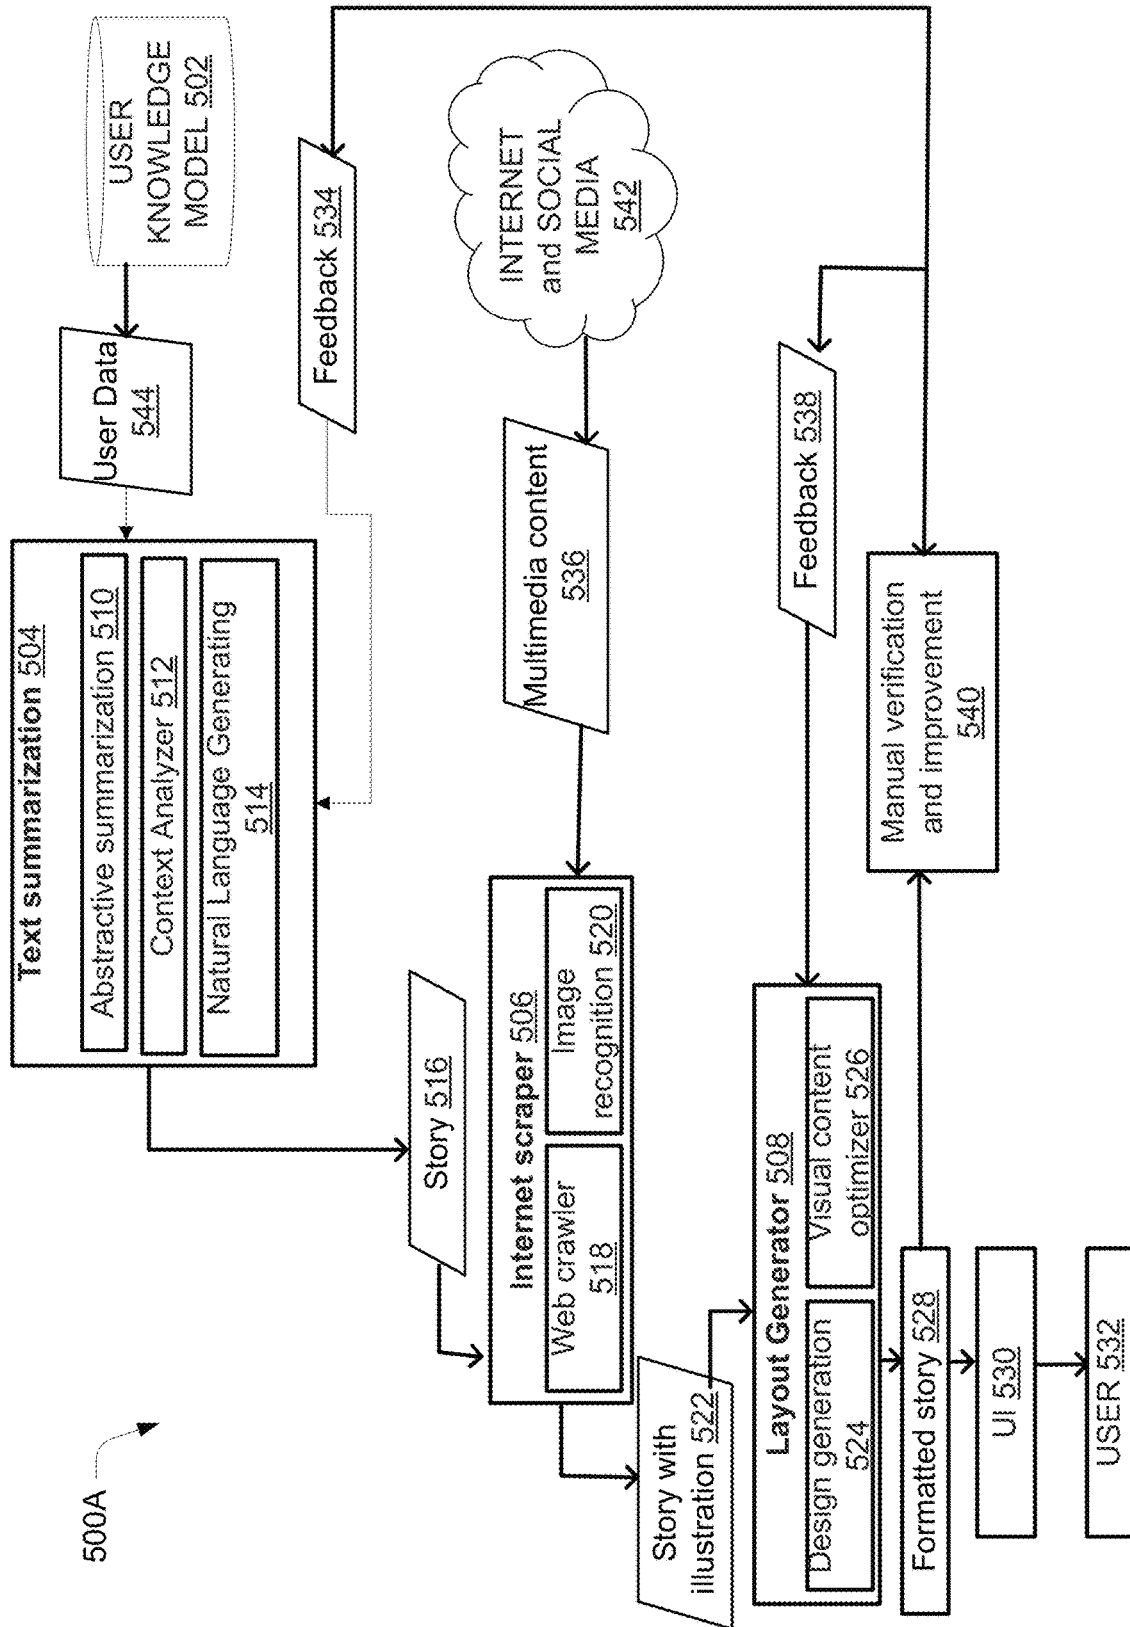 500A
USER
KNOWLEDGE
MODEL 502
User Data
544
Text summarization 504
Abstractive summarization 510
Context Analyzer 512
Natural Language Generating
514
Feedback 534
Story 516
INTERNET
and SOCIAL
MEDIA
542
Multimedia content
536
Internet scraper 506
Web crawler
518
Image
recognition 520
Story with
illustration 522
Feedback 538
Layout Generator 508
Design generation
524
Visual content
optimizer 526
Manual verification
and improvement
540
Formatted story 528
UI 530
USER 532